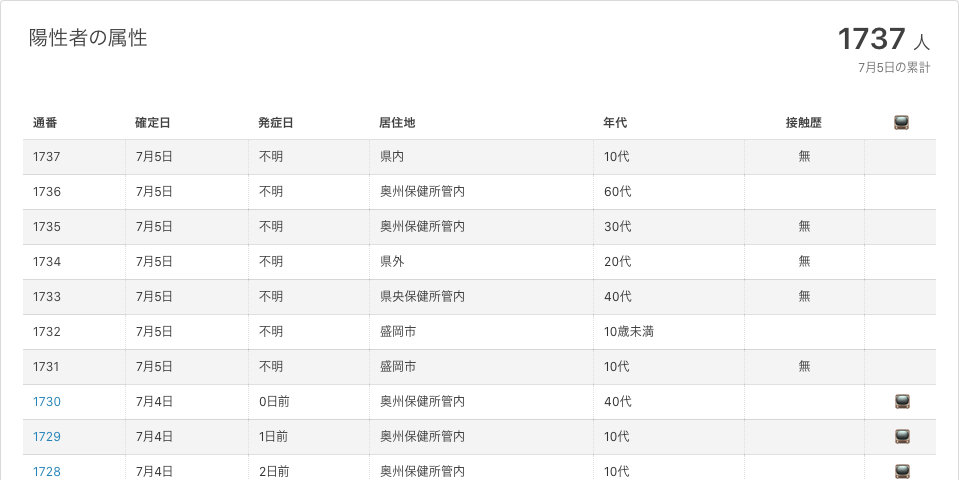 陽性者の属性
1737 人
7月5日の累計
通番 確定日 発症日 居住地 年代 接触歴
1737 7月5日 不明 県内 10代 無
1736 7月5日 不明 奥州保健所管内 60代
1735 7月5日 不明 奥州保健所管内 30代 無
1734 7月5日 不明 県外 20代 無
1733 7月5日 不明 県央保健所管内 40代 無
1732 7月5日 不明 盛岡市 10歳未満
1731 7月5日 不明 盛岡市 10代 無
1730 7月4日 0日前 奥州保健所管内 40代
1729 7月4日 1日前 奥州保健所管内 10代
1728 7月4日 2日前 奥州保健所管内 10代